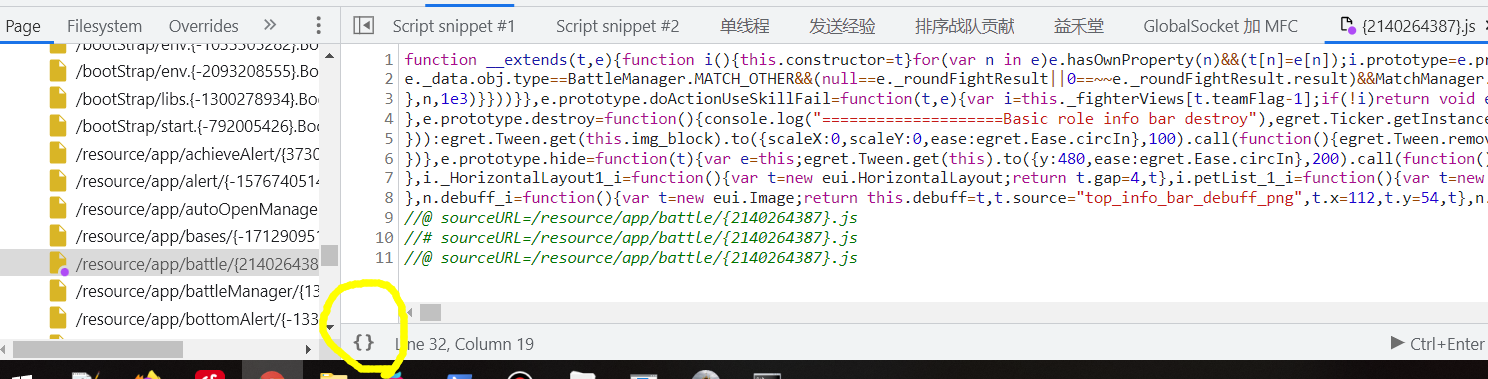 Page Filesystem Overrides » Script snippet #1 Script snippet #2 单线程 发送经验 排序战队贡献 益禾堂 GlobalSocket 加 MFC {2140264387}.js
/bootStrap/env.{-2093208555}.Bo
/bootStrap/libs.{-1300278934}.Boo
/bootStrap/start.{-792005426}.Boo
/resource/app/achieveAlert/{3730
/resource/app/alert/{-1576740514
/resource/app/autoOpenManage
/resource/app/bases/{-171290951
/resource/app/battle/{214026438
/resource/app/battleManager/{13
/resource/app/bottomAlert/{-133
1 function __extends(t,e){function i(){this.constructor=t}for(var n in e)e.hasOwnProperty(n)&&(t[n]=e[n]);i.prototype=e.pr
2 e._data.obj.type==BattleManager.MATCH_OTHER&&(null==e._roundFightResult||0==~~e._roundFightResult.result)&&MatchManager.
3 },n,1e3)}}))}},e.prototype.doActionUseSkillFail=function(t,e){var i=this._fighterViews[t.teamFlag-1];if(!i)return void e
4 },e.prototype.destroy=function(){console.log("====================Basic role info bar destroy"),egret.Ticker.getInstance
5 })):egret.Tween.get(this.img_block).to({scaleX:0,scaleY:0,ease:egret.Ease.circIn},100).call(function(){egret.Tween.remov
6 })},e.prototype.hide=function(t){var e=this;egret.Tween.get(this).to({y:480,ease:egret.Ease.circIn},200).call(function()
7 },i._HorizontalLayout1_i=function(){var t=new eui.HorizontalLayout;return t.gap=4,t},i.petList_1_i=function(){var t=new
8 },n.debuff_i=function(){var t=new eui.Image;return this.debuff=t,t.source="top_info_bar_debuff_png",t.x=112,t.y=54,t},n.
9 //@ sourceURL=/resource/app/battle/{2140264387}.js
10 //# sourceURL=/resource/app/battle/{2140264387}.js
11 //@ sourceURL=/resource/app/battle/{2140264387}.js
{} Line 32, Column 19 Ctrl+Enter